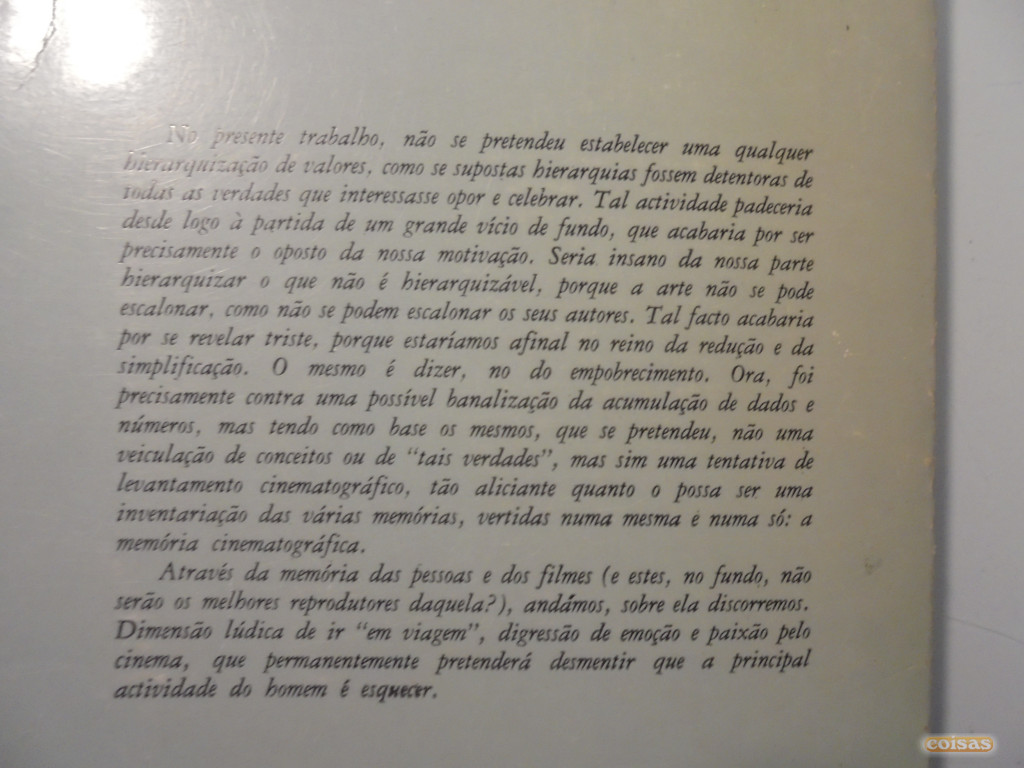 No presente trabalho, não se pretendeu estabelecer uma qualquer
hierarquização de valores, como se supostas hierarquias fossem detentoras de
todas as verdades que interessasse opor e celebrar. Tal actividade padeceria
desde logo à partida de um grande vício de fundo, que acabaria por ser
precisamente o oposto da nossa motivação. Seria insano da nossa parte
hierarquizar o que não é hierarquizável, porque a arte não se pode
escalonar, como não se podem escalonar os seus autores. Tal facto acabaria
por se revelar triste, porque estaríamos afinal no reino da redução e da
simplificação. O mesmo é dizer, no do empobrecimento. Ora, foi
precisamente contra uma possível banalização da acumulação de dados e
números, mas tendo como base os mesmos, que se pretendeu, não uma
veiculação de conceitos ou de "tais verdades", mas sim uma tentativa de
levantamento cinematográfico, tão aliciante quanto o possa ser uma
inventariação das várias memórias, vertidas numa mesma e numa só: a
memória cinematográfica.
Através da memória das pessoas e dos filmes (e estes, no fundo, não
serão os melhores reprodutores daquela?), andámos, sobre ela discorremos.
Dimensão lúdica de ir "em viagem", digressão de emoção e paixão pelo
cinema, que permanentemente pretenderá desmentir que a principal
actividade do homem é esquecer.
coisas